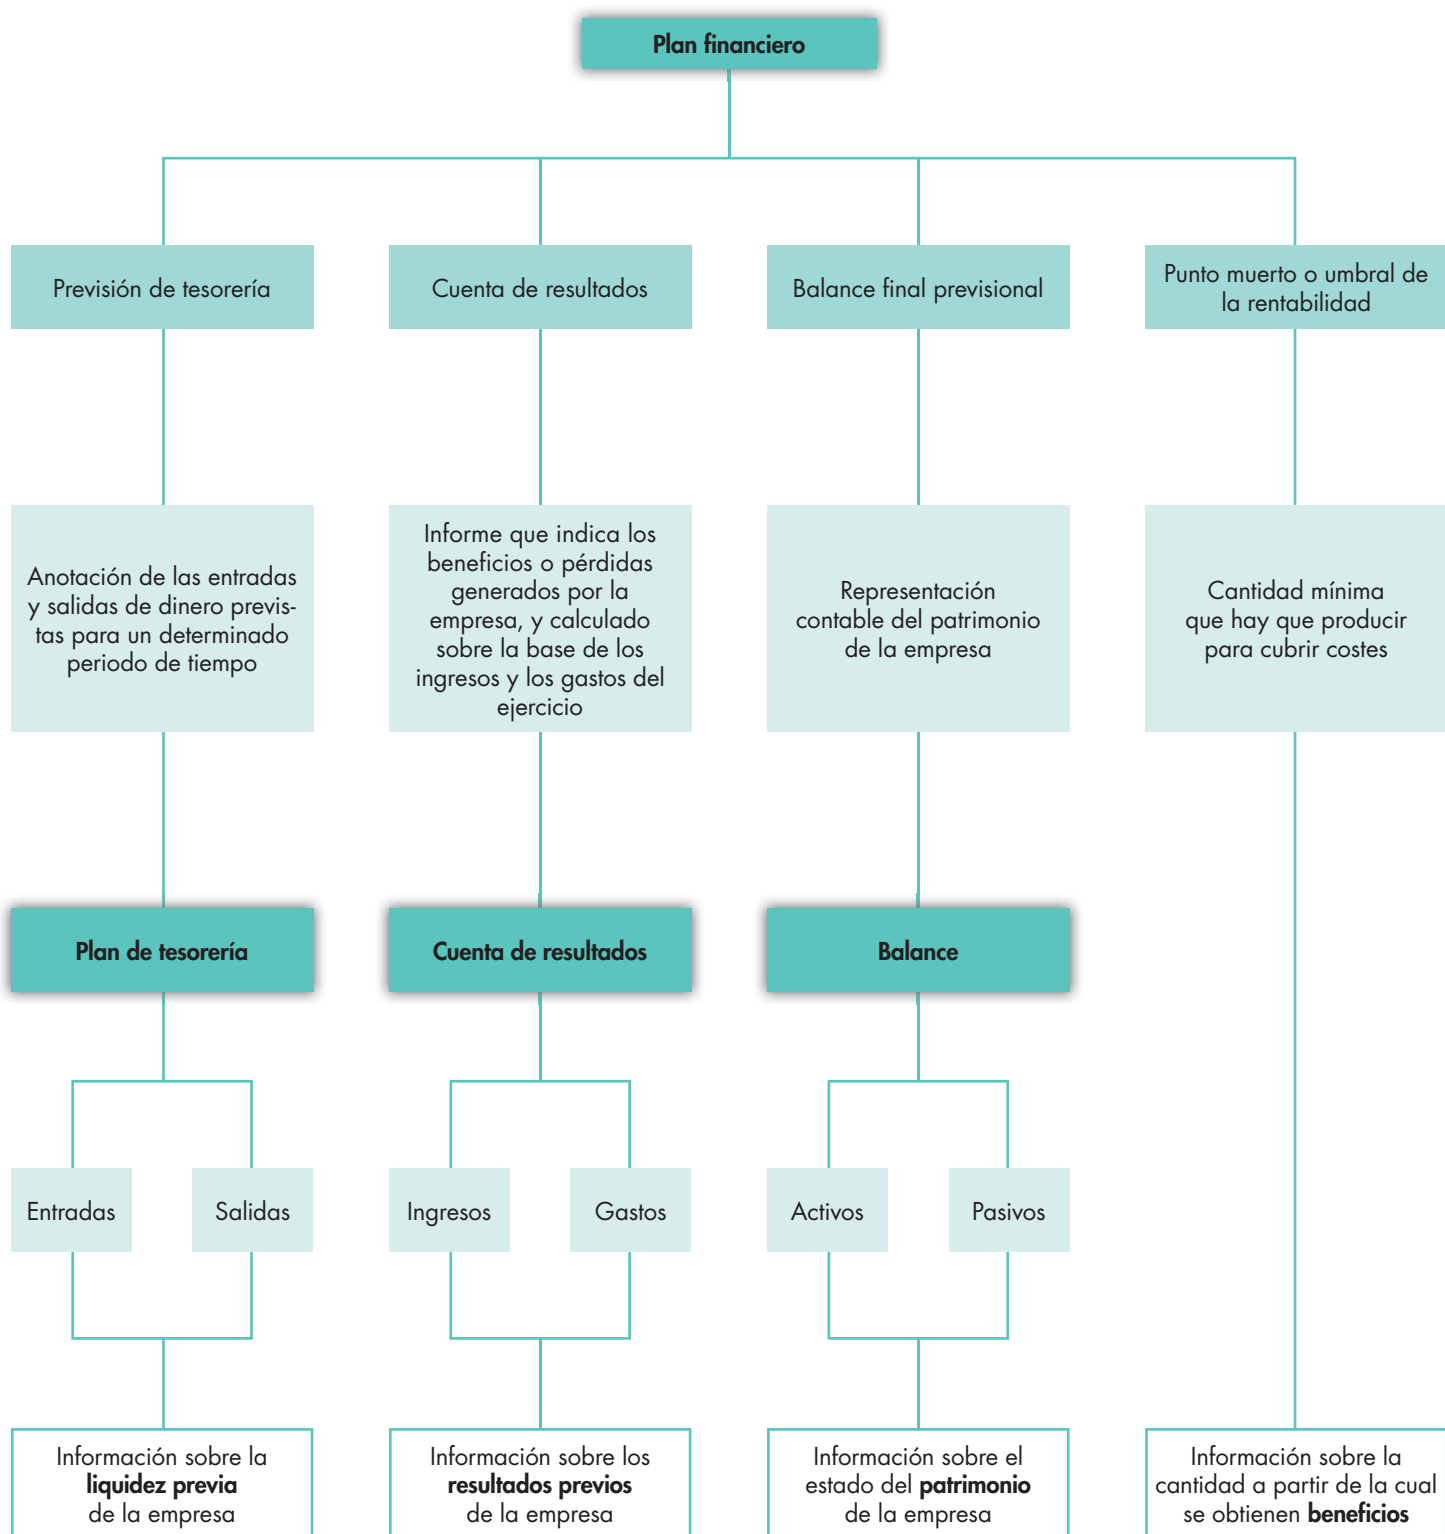 Plan financiero
Previsión de tesorería
Cuenta de resultados
Balance final previsional
Punto muerto o umbral de
la rentabilidad
Anotación de las entradas
y salidas de dinero previs-
tas para un determinado
periodo de tiempo
Informe que indica los
beneficios o pérdidas
generados por la
empresa, y calculado
sobre la base de los
ingresos y los gastos del
ejercicio
Representación
contable del patrimonio
de la empresa
Cantidad mínima
que hay que producir
para cubrir costes
Plan de tesorería
Cuenta de resultados
Balance
Entradas
Salidas
Ingresos
Gastos
Activos
Pasivos
Información sobre la
liquidez previa
de la empresa
Información sobre los
resultados previos
de la empresa
Información sobre el
estado del patrimonio
de la empresa
Información sobre la
cantidad a partir de la cual
se obtienen beneficios